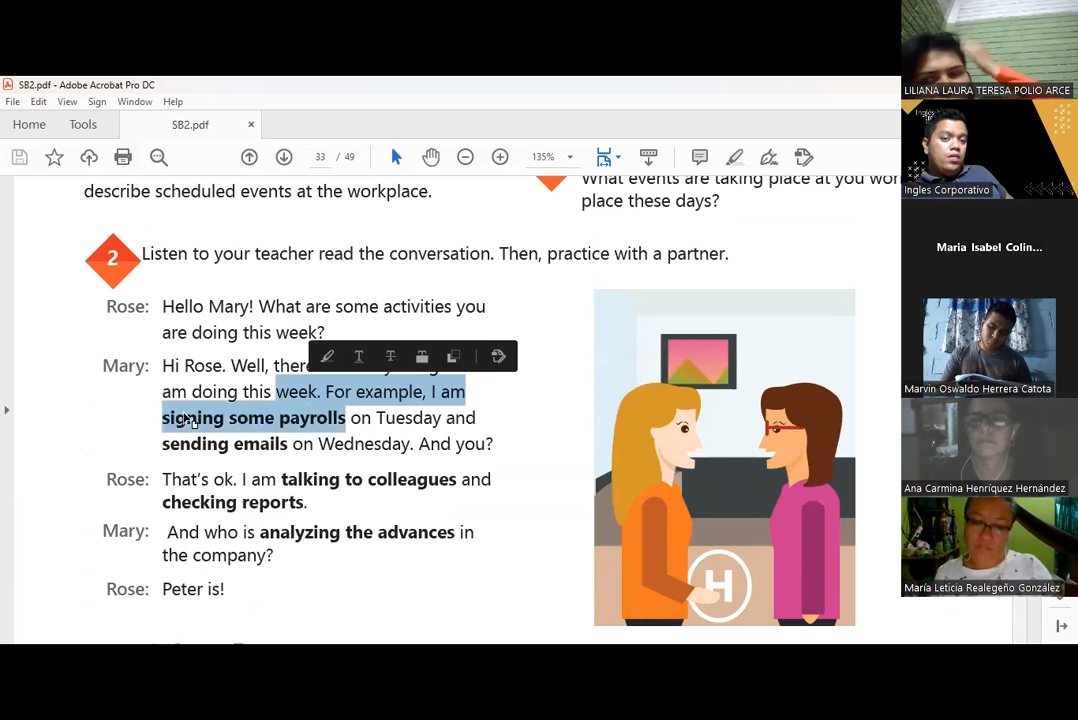 SB2.pdf - Adobe Acrobat Pro DC
File Edit View Sign Window Help
Home Tools SB2.pdf ×
33 / 49 135%
describe scheduled events at the workplace.
What events are taking place at you wor
place these days?
2 Listen to your teacher read the conversation. Then, practice with a partner.
Rose: Hello Mary! What are some activities you
are doing this week?
Mary: Hi Rose. Well, there
am doing this week. For example, I am
signing some payrolls on Tuesday and
sending emails on Wednesday. And you?
Rose: That's ok. I am talking to colleagues and
checking reports.
Mary: And who is analyzing the advances in
the company?
Rose: Peter is!
H
LILIANA LAURA TERESA POLIO ARCE
Ingles Corporativo
Maria Isabel Colin...
Marvin Oswaldo Herrera Catota
Ana Carmina Henríquez Hernández
María Leticia Realegeño González